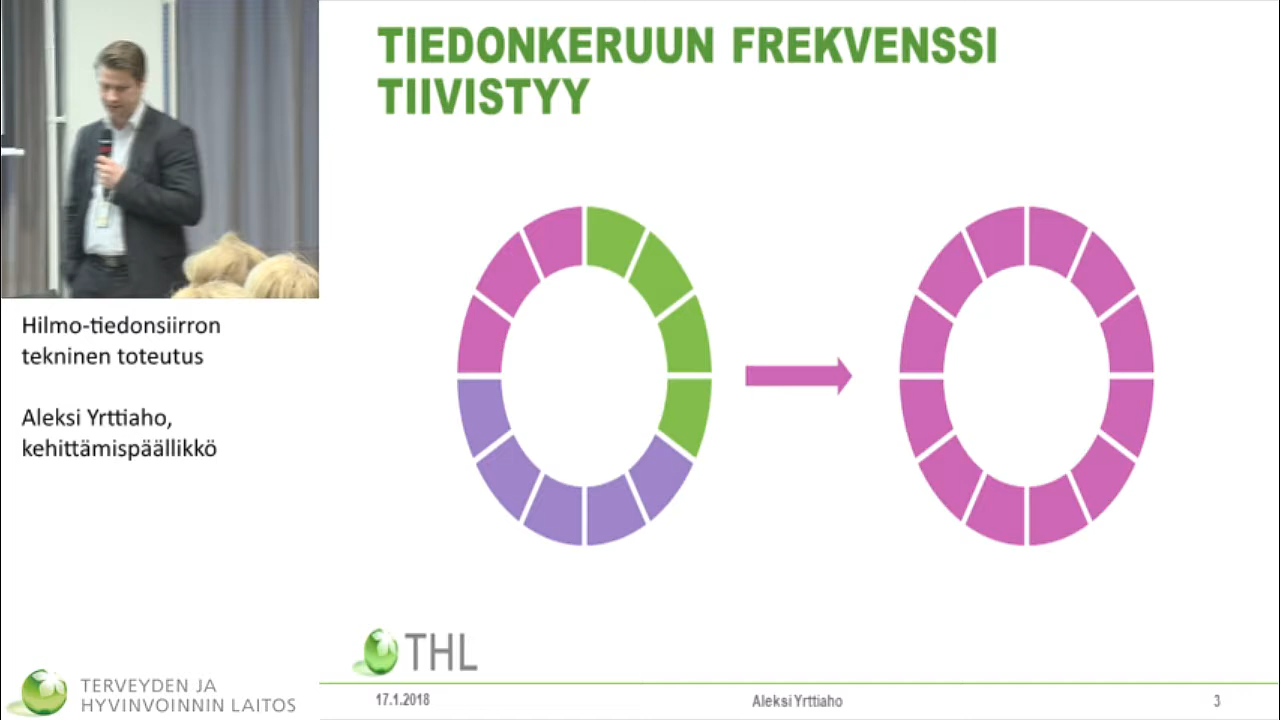 TIEDONKERUUN FREKVENSSI
TIIVISTYY
Hilmo-tiedonsiirron
tekninen toteutus
Aleksi Yrttiaho,
kehittämispäällikkö
THL
TERVEYDEN JA
HYVINVOINNIN LAITOS
17.1.2018
Aleksi Yrttiaho
3